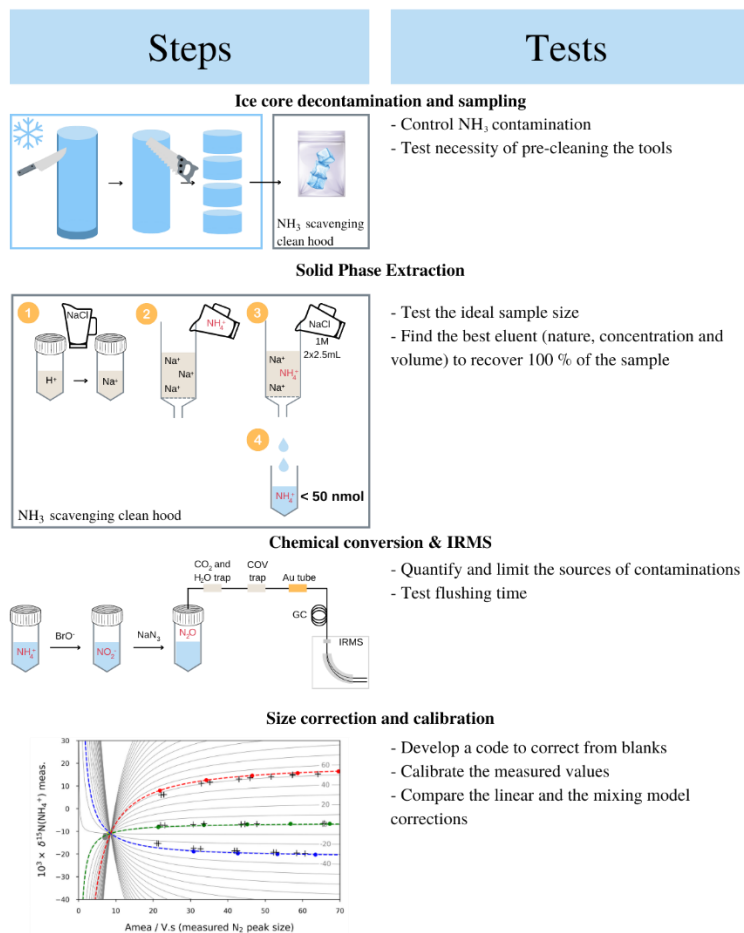 Steps
Tests
Ice core decontamination and sampling
NH₃ scavenging
clean hood
- Control NH₃ contamination
- Test necessity of pre-cleaning the tools
Solid Phase Extraction
1
NaCl
H⁺
Na⁺
2
NH₄⁺
Na⁺
Na⁺
Na⁺
3
NaCl
1M
2x2.5mL
Na⁺
NH₄⁺
Na⁺
4
NH₄⁺
< 50 nmol
NH₃ scavenging clean hood
- Test the ideal sample size
- Find the best eluent (nature, concentration and
volume) to recover 100 % of the sample
Chemical conversion & IRMS
CO₂ and
H₂O trap
COV
trap
Au tube
GC
IRMS
NH₄⁺
BrO⁻
NO₂⁻
NaN₃
N₂O
- Quantify and limit the sources of contaminations
- Test flushing time
Size correction and calibration
10³ × δ¹⁵N(NH₄⁺) meas.
30
20
10
0
−10
−20
−30
−40
60
40
20
20
40
0 10 20 30 40 50 60 70
Amea / V.s (measured N₂ peak size)
- Develop a code to correct from blanks
- Calibrate the measured values
- Compare the linear and the mixing model
corrections